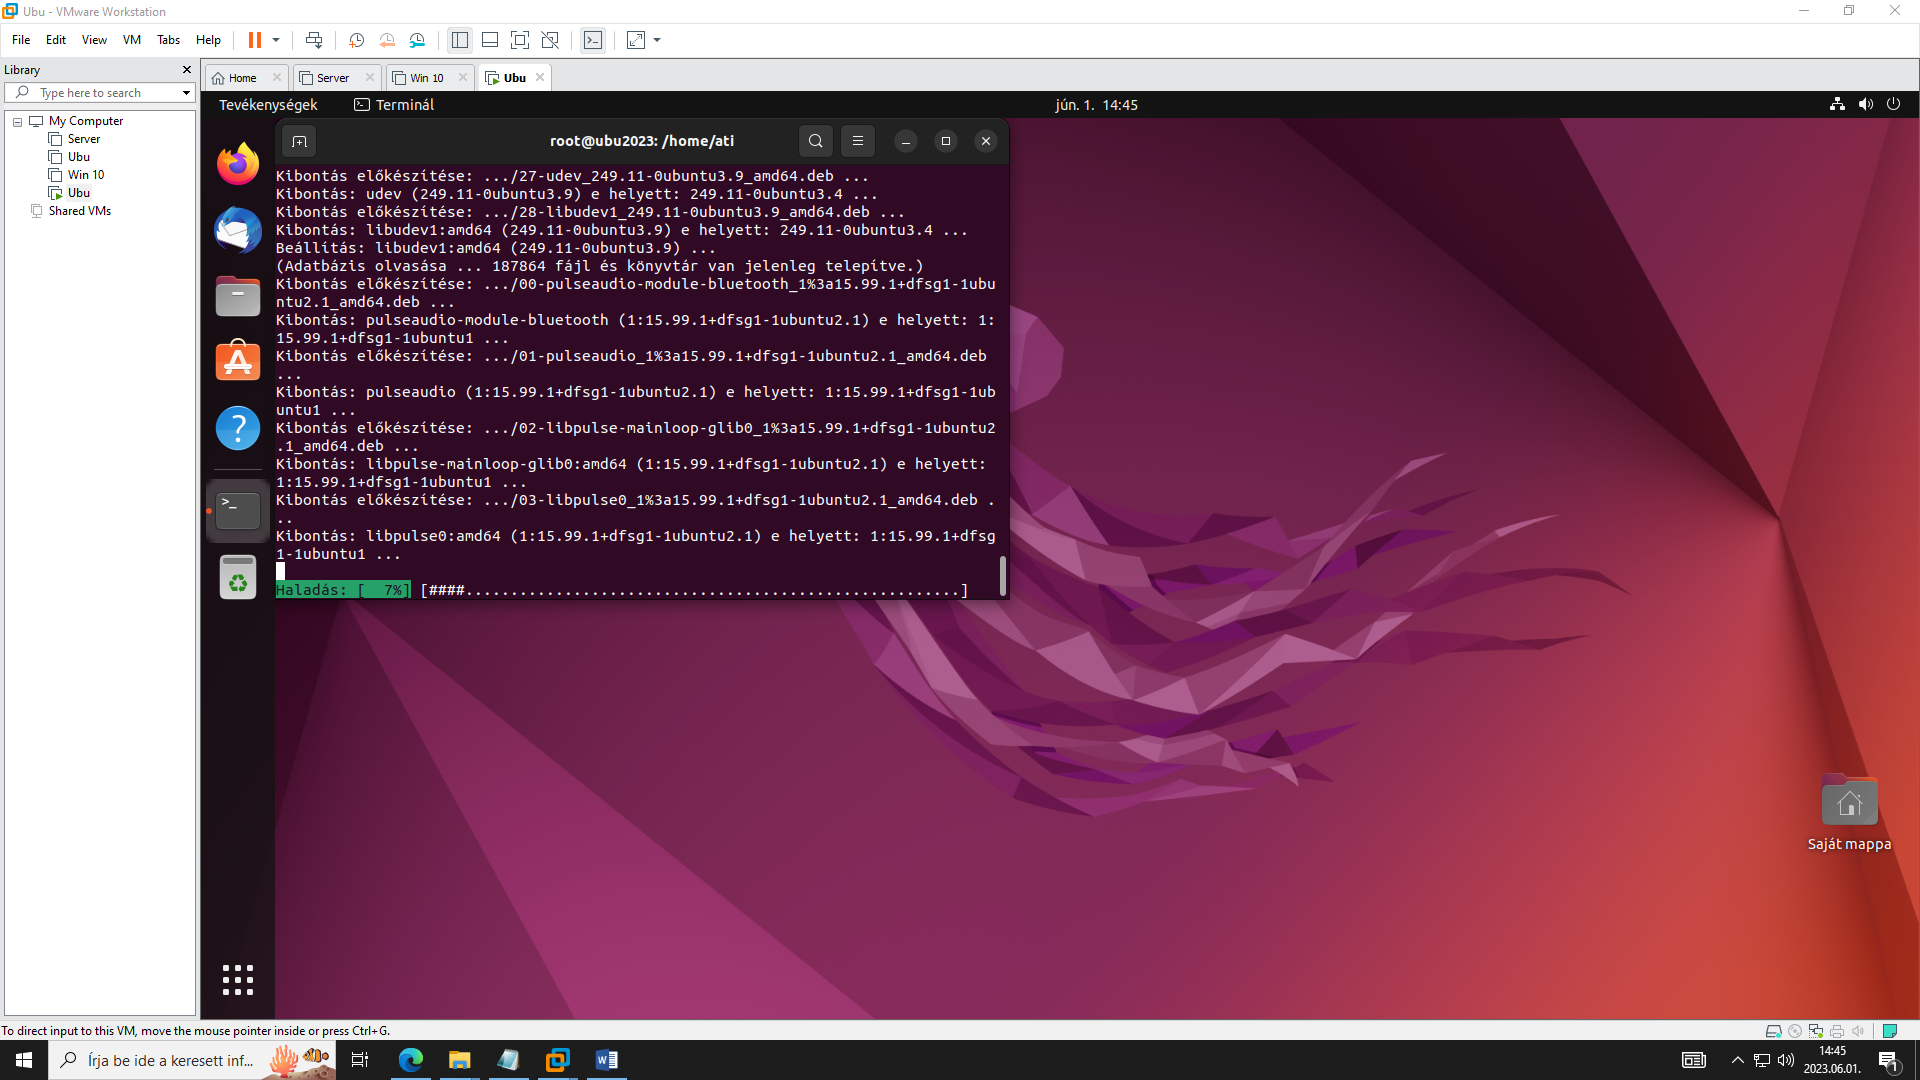 Ubu - VMware Workstation
File Edit View VM Tabs Help
Library
Type here to search
My Computer
Server
Ubu
Win 10
Ubu
Shared VMs
Home
Server
Win 10
Ubu
Tevékenységek
Terminál
jún. 1. 14:45
root@ubu2023: /home/ati
Kibontás előkészítése: .../27-udev_249.11-0ubuntu3.9_amd64.deb ...
Kibontás: udev (249.11-0ubuntu3.9) e helyett: 249.11-0ubuntu3.4 ...
Kibontás előkészítése: .../28-libudev1_249.11-0ubuntu3.9_amd64.deb ...
Kibontás: libudev1:amd64 (249.11-0ubuntu3.9) e helyett: 249.11-0ubuntu3.4 ...
Beállítás: libudev1:amd64 (249.11-0ubuntu3.9) ...
(Adatbázis olvasása ... 187864 fájl és könyvtár van jelenleg telepítve.)
Kibontás előkészítése: .../00-pulseaudio-module-bluetooth_1%3a15.99.1+dfsg1-1ubu
ntu2.1_amd64.deb ...
Kibontás: pulseaudio-module-bluetooth (1:15.99.1+dfsg1-1ubuntu2.1) e helyett: 1:
15.99.1+dfsg1-1ubuntu1 ...
Kibontás előkészítése: .../01-pulseaudio_1%3a15.99.1+dfsg1-1ubuntu2.1_amd64.deb
...
Kibontás: pulseaudio (1:15.99.1+dfsg1-1ubuntu2.1) e helyett: 1:15.99.1+dfsg1-1ub
untu1 ...
Kibontás előkészítése: .../02-libpulse-mainloop-glib0_1%3a15.99.1+dfsg1-1ubuntu2
.1_amd64.deb ...
Kibontás: libpulse-mainloop-glib0:amd64 (1:15.99.1+dfsg1-1ubuntu2.1) e helyett:
1:15.99.1+dfsg1-1ubuntu1 ...
Kibontás előkészítése: .../03-libpulse0_1%3a15.99.1+dfsg1-1ubuntu2.1_amd64.deb .
..
Kibontás: libpulse0:amd64 (1:15.99.1+dfsg1-1ubuntu2.1) e helyett: 1:15.99.1+dfsg
1-1ubuntu1 ...
Haladás: [  7%] [####.......................................................]
Saját mappa
To direct input to this VM, move the mouse pointer inside or press Ctrl+G.
Írja be ide a keresett inf...
14:45
2023.06.01.
1